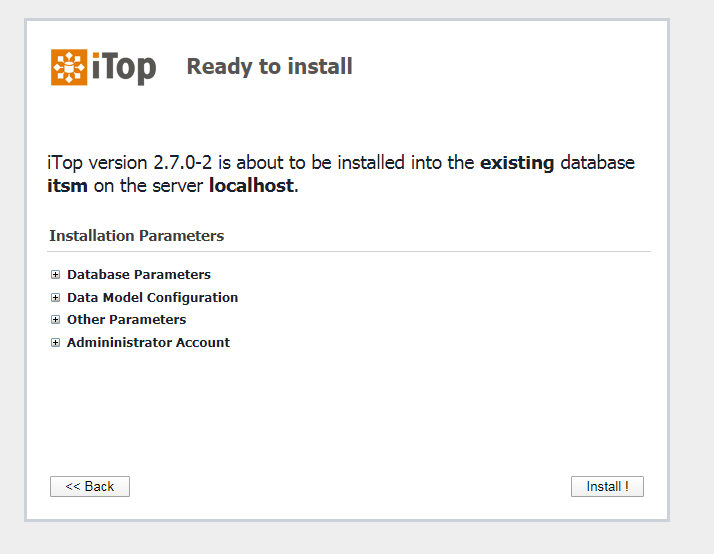 iTop
Ready to install
iTop version 2.7.0-2 is about to be installed into the existing database
itsm on the server localhost.
Installation Parameters
Database Parameters
Data Model Configuration
Other Parameters
Admininistrator Account
<< Back
Install !